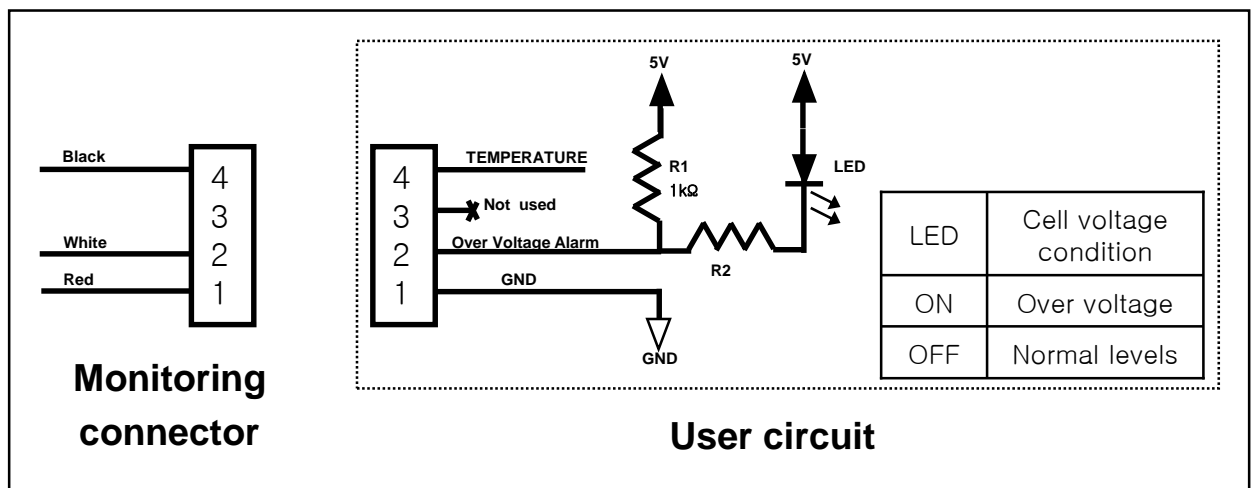 Black
White
Red
4
3
2
1
Monitoring
connector
4
3
2
1
TEMPERATURE
Not used
Over Voltage Alarm
GND
GND
5V
R1
1kΩ
R2
5V
LED
LED Cell voltage
condition
ON Over voltage
OFF Normal levels
User circuit